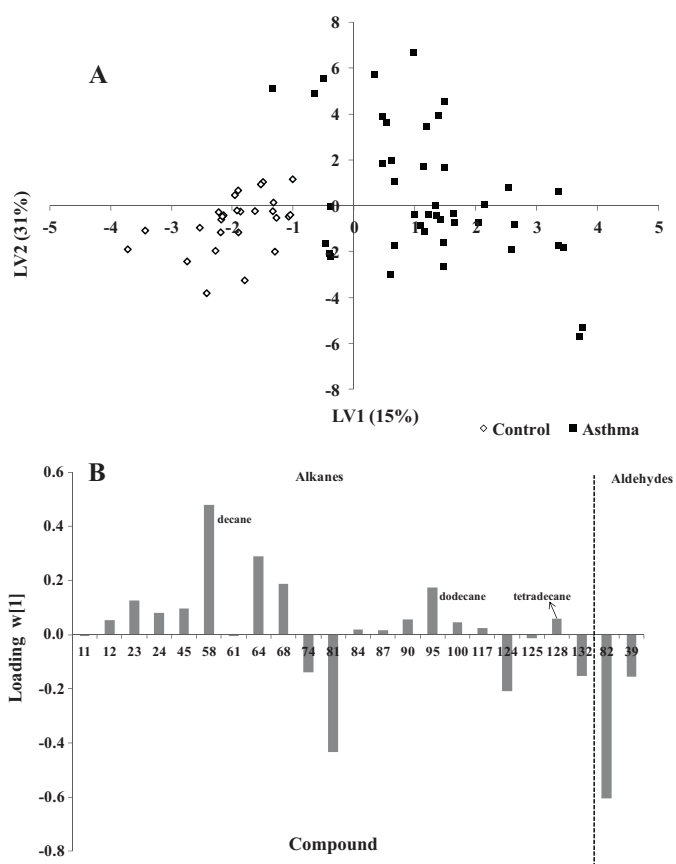 A
8
6
4
2
0
-2
-4
-6
-8
-5 -4 -3 -2 -1 0 1 2 3 4 5
LV2 (31%)
LV1 (15%)
Control Asthma
B
Alkanes Aldehydes
0.6
0.4
0.2
0.0
-0.2
-0.4
-0.6
-0.8
Loading w[1]
decane
dodecane
tetradecane
11 12 23 24 45 58 61 64 68 74 81 84 87 90 95 100 117 124 125 128 132 82 39
Compound